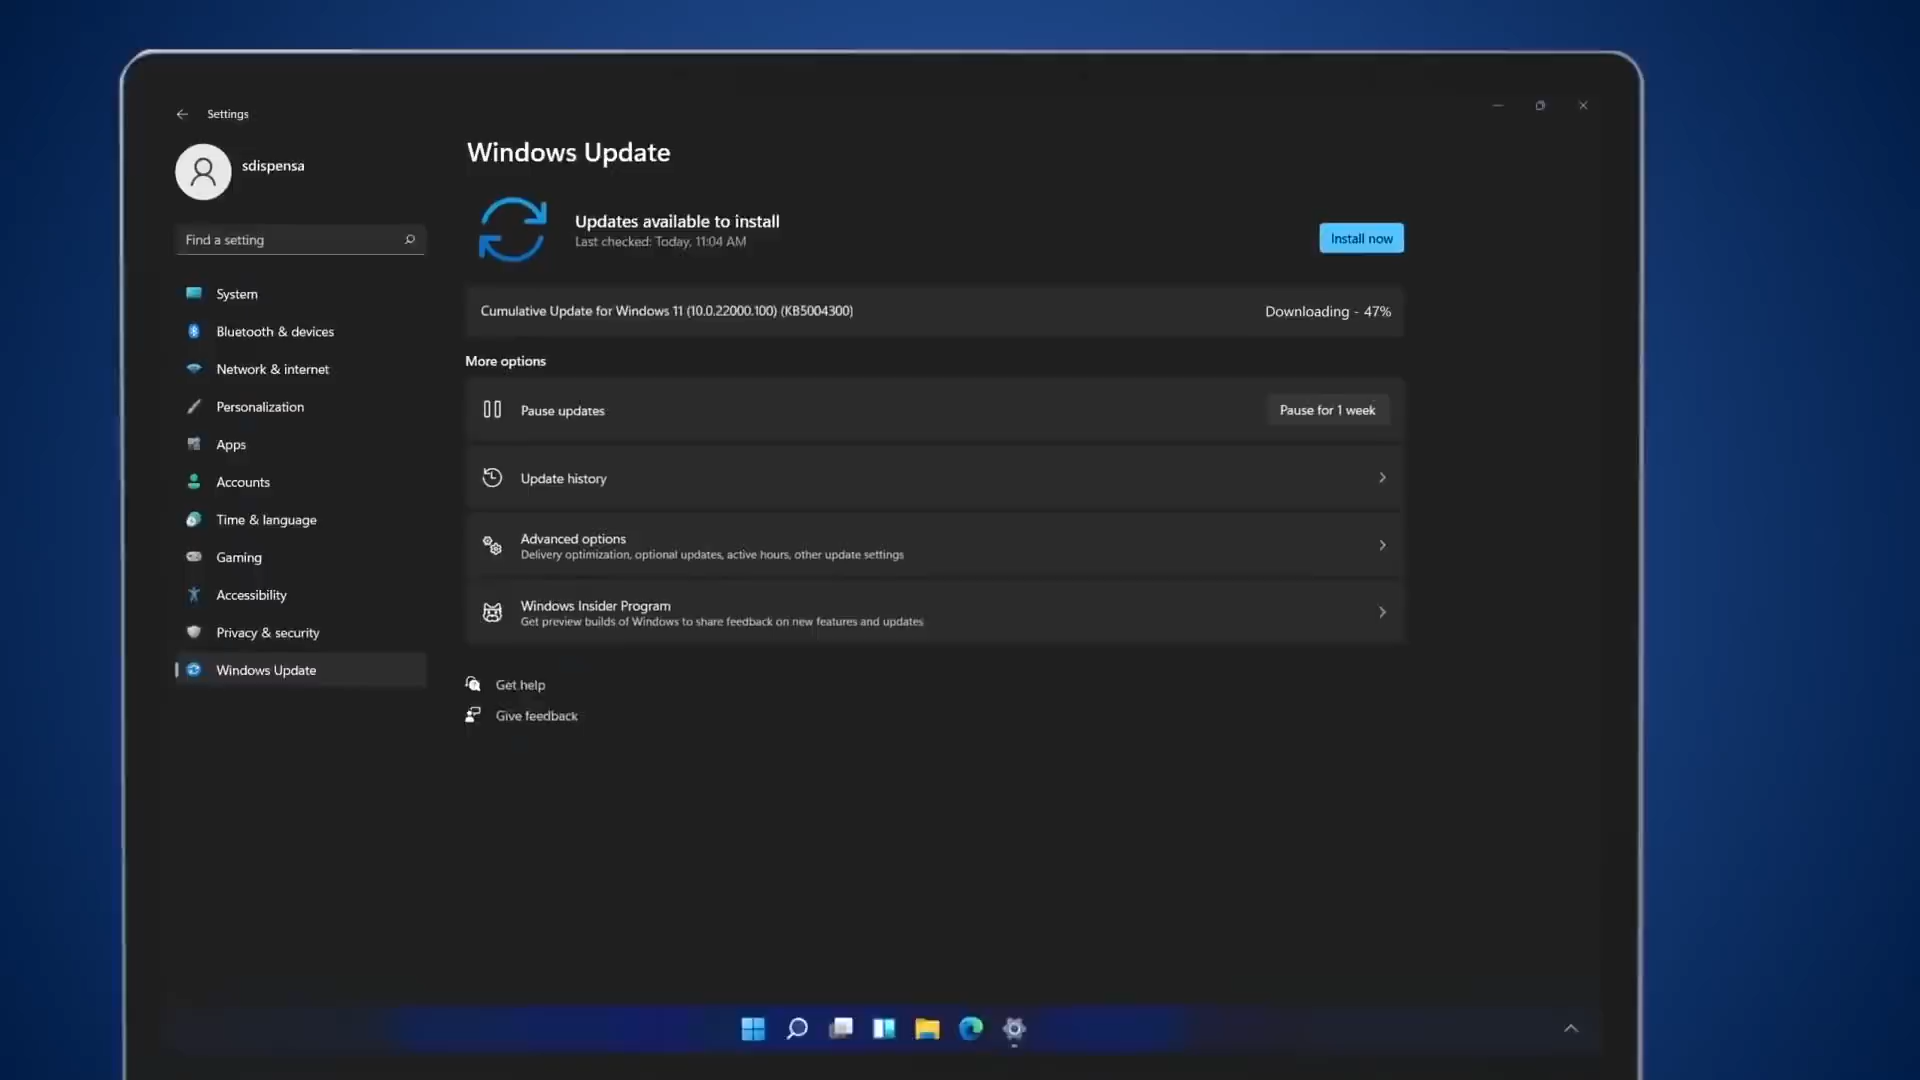 Settings
sdispensa
Find a setting
System
Bluetooth & devices
Network & internet
Personalization
Apps
Accounts
Time & language
Gaming
Accessibility
Privacy & security
Windows Update
Windows Update
Updates available to install
Last checked: Today, 11:04 AM
Install now
Cumulative Update for Windows 11 (10.0.22000.100) (KB5004300)
Downloading - 47%
More options
Pause updates
Pause for 1 week
Update history
Advanced options
Delivery optimization, optional updates, active hours, other update settings
Windows Insider Program
Get preview builds of Windows to share feedback on new features and updates
Get help
Give feedback